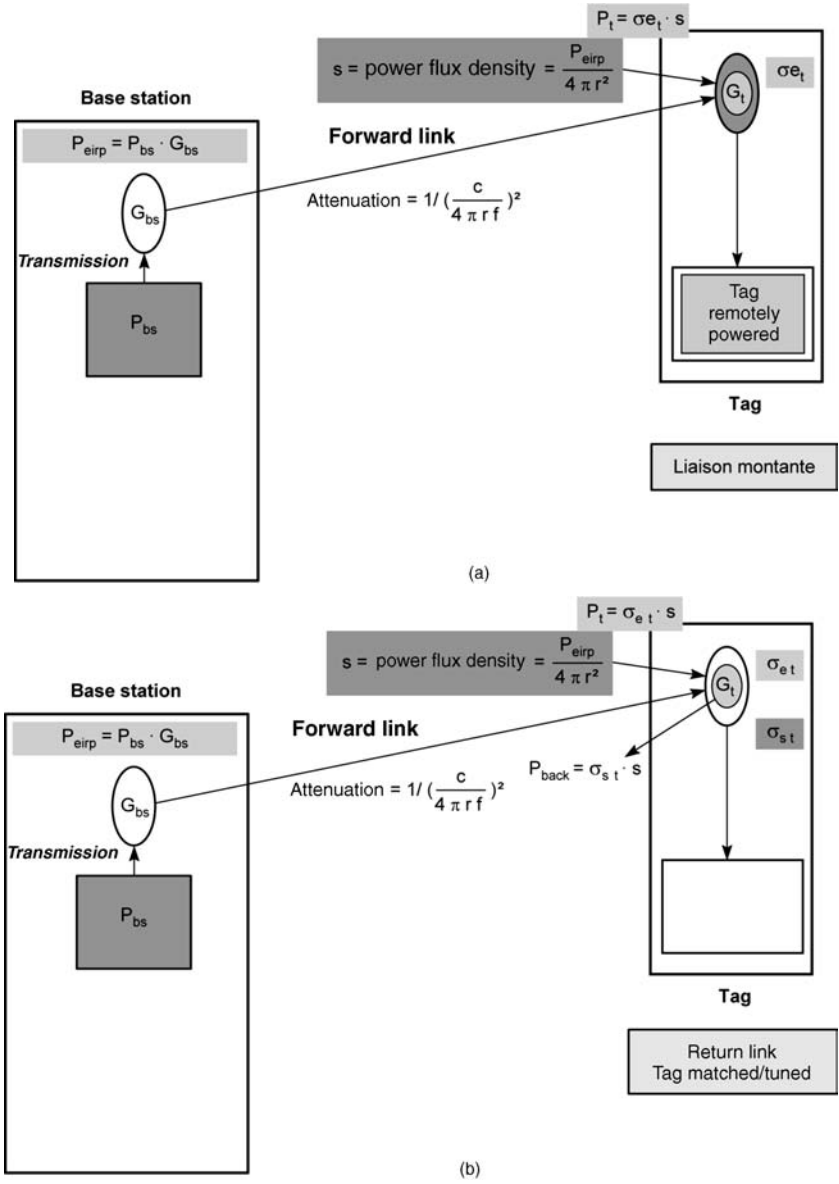 P_t = σe_t · s
s = power flux density = P_eirp / 4 π r²
G_t
σe_t
Base station
P_eirp = P_bs · G_bs
Forward link
G_bs
Attenuation = 1/ (c / 4 π r f)²
Transmission
P_bs
Tag
remotely
powered
Tag
Liaison montante
(a)
P_t = σ_e t · s
s = power flux density = P_eirp / 4 π r²
G_t
σ_e t
Base station
P_eirp = P_bs · G_bs
Forward link
σ_s t
P_back = σ_s t · s
G_bs
Attenuation = 1/ (c / 4 π r f)²
Transmission
P_bs
Tag
Return link
Tag matched/tuned
(b)